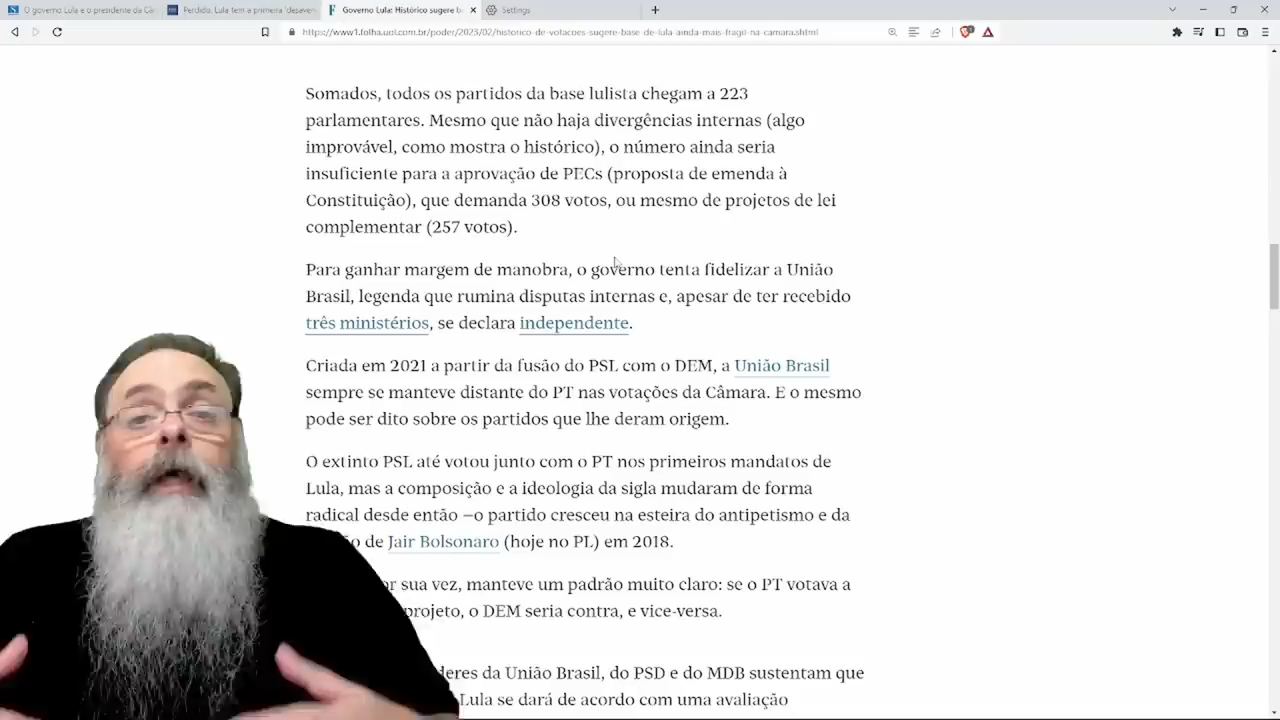 O governo Lula e o presidente da Câm
Perdido, Lula tem a primeira 'desaven
Governo Lula: Histórico sugere b
Settings
https://www1.folha.uol.com.br/poder/2023/02/historico-de-votacoes-sugere-base-de-lula-ainda-mais-fragil-na-camara.shtml
Somados, todos os partidos da base lulista chegam a 223
parlamentares. Mesmo que não haja divergências internas (algo
improvável, como mostra o histórico), o número ainda seria
insuficiente para a aprovação de PECs (proposta de emenda à
Constituição), que demanda 308 votos, ou mesmo de projetos de lei
complementar (257 votos).
Para ganhar margem de manobra, o governo tenta fidelizar a União
Brasil, legenda que rumina disputas internas e, apesar de ter recebido
três ministérios, se declara independente.
Criada em 2021 a partir da fusão do PSL com o DEM, a União Brasil
sempre se manteve distante do PT nas votações da Câmara. E o mesmo
pode ser dito sobre os partidos que lhe deram origem.
O extinto PSL até votou junto com o PT nos primeiros mandatos de
Lula, mas a composição e a ideologia da sigla mudaram de forma
radical desde então —o partido cresceu na esteira do antipetismo e da
de Jair Bolsonaro (hoje no PL) em 2018.
sua vez, manteve um padrão muito claro: se o PT votava a
projeto, o DEM seria contra, e vice-versa.
da União Brasil, do PSD e do MDB sustentam que
Lula se dará de acordo com uma avaliação